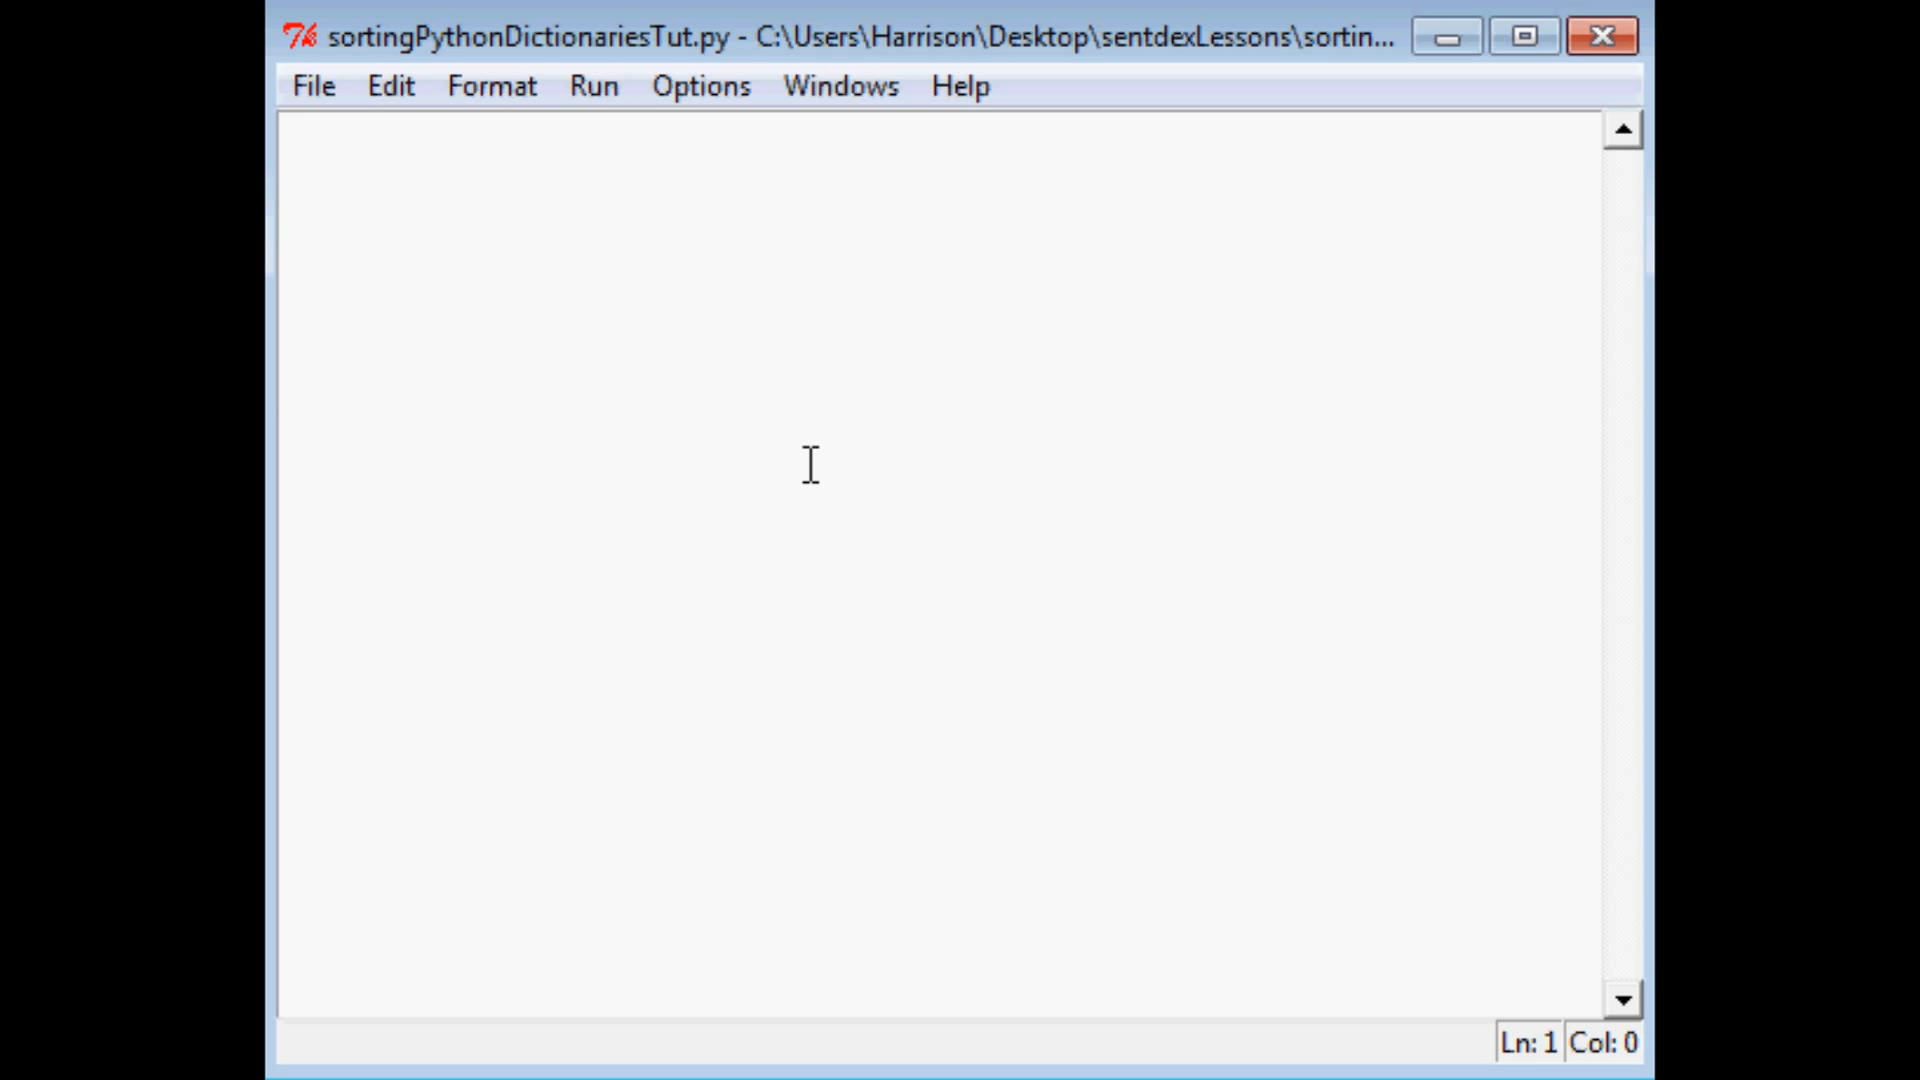 sortingPythonDictionariesTut.py - C:\Users\Harrison\Desktop\sentdexLessons\sortin...
File Edit Format Run Options Windows Help
Ln: 1 Col: 0